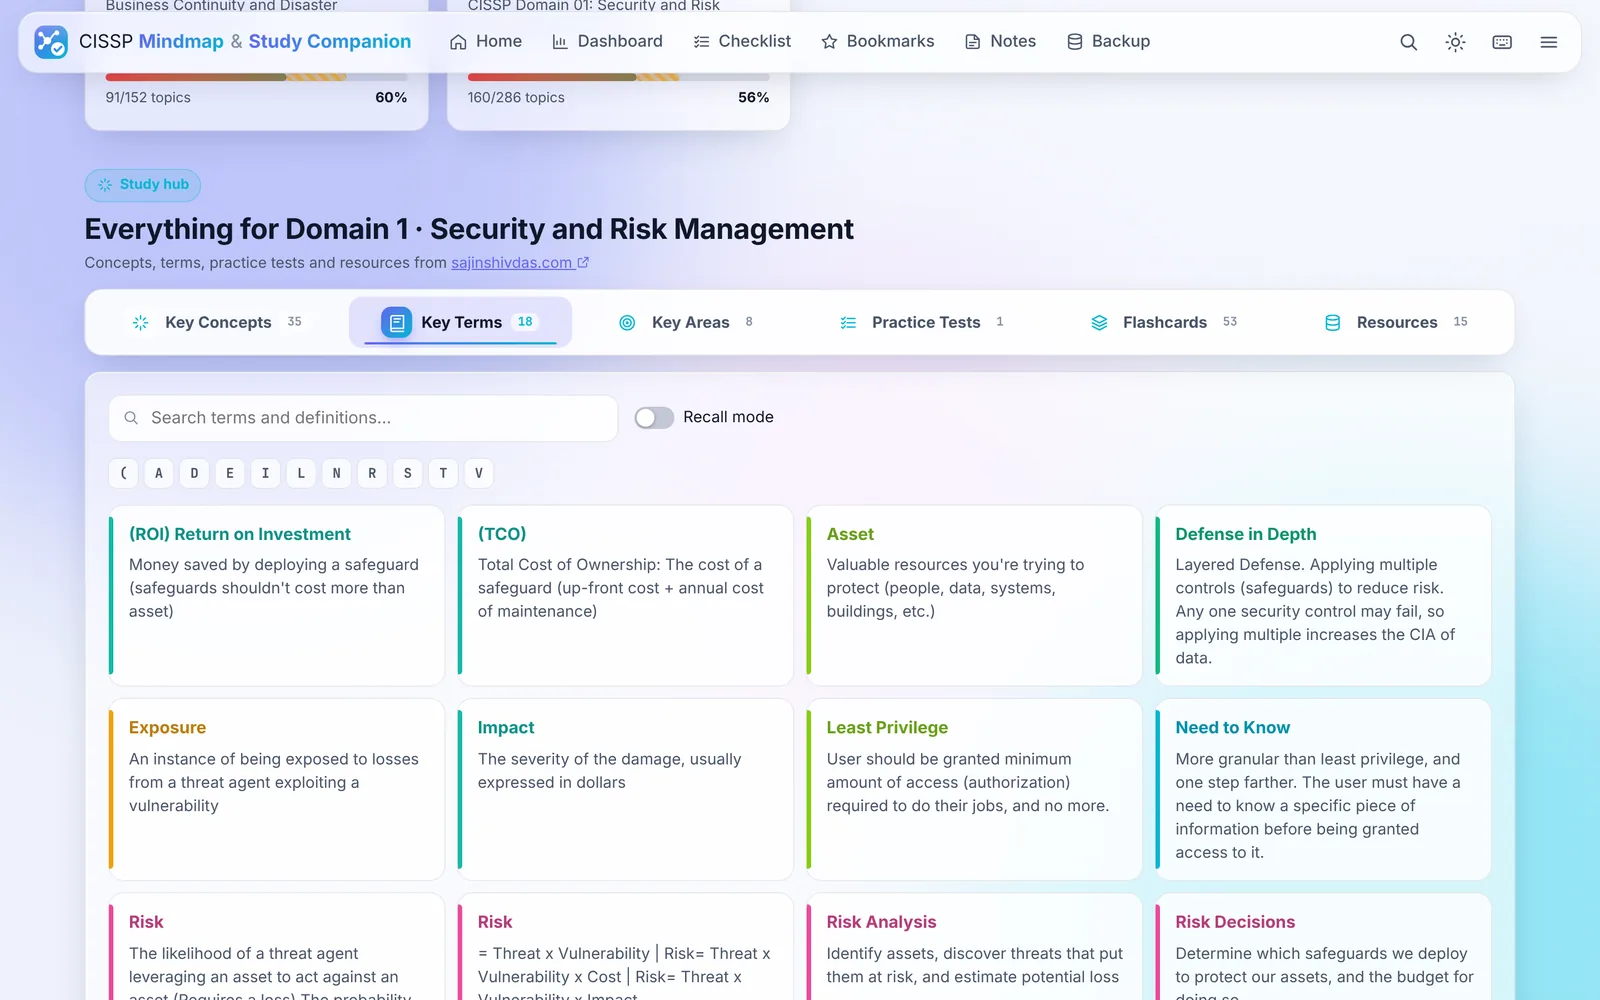 Business Continuity and Disaster
CISSP Domain 01: Security and Risk
CISSP Mindmap & Study Companion
Home
Dashboard
Checklist
Bookmarks
Notes
Backup
91/152 topics
60%
160/286 topics
56%
Study hub
Everything for Domain 1 · Security and Risk Management
Concepts, terms, practice tests and resources from sajinshivdas.com
Key Concepts 35
Key Terms 18
Key Areas 8
Practice Tests 1
Flashcards 53
Resources 15
Search terms and definitions...
Recall mode
( A D E I L N R S T V
(ROI) Return on Investment
Money saved by deploying a safeguard
(safeguards shouldn't cost more than
asset)
(TCO)
Total Cost of Ownership: The cost of a
safeguard (up-front cost + annual cost
of maintenance)
Asset
Valuable resources you're trying to
protect (people, data, systems,
buildings, etc.)
Defense in Depth
Layered Defense. Applying multiple
controls (safeguards) to reduce risk.
Any one security control may fail, so
applying multiple increases the CIA of
data.
Exposure
An instance of being exposed to losses
from a threat agent exploiting a
vulnerability
Impact
The severity of the damage, usually
expressed in dollars
Least Privilege
User should be granted minimum
amount of access (authorization)
required to do their jobs, and no more.
Need to Know
More granular than least privilege, and
one step farther. The user must have a
need to know a specific piece of
information before being granted
access to it.
Risk
The likelihood of a threat agent
leveraging an asset to act against an
asset (Requires a loss) The probability
Risk
= Threat x Vulnerability | Risk= Threat x
Vulnerability x Cost | Risk= Threat x
Vulnerability x Impact
Risk Analysis
Identify assets, discover threats that put
them at risk, and estimate potential loss
Risk Decisions
Determine which safeguards we deploy
to protect our assets, and the budget for
doing so